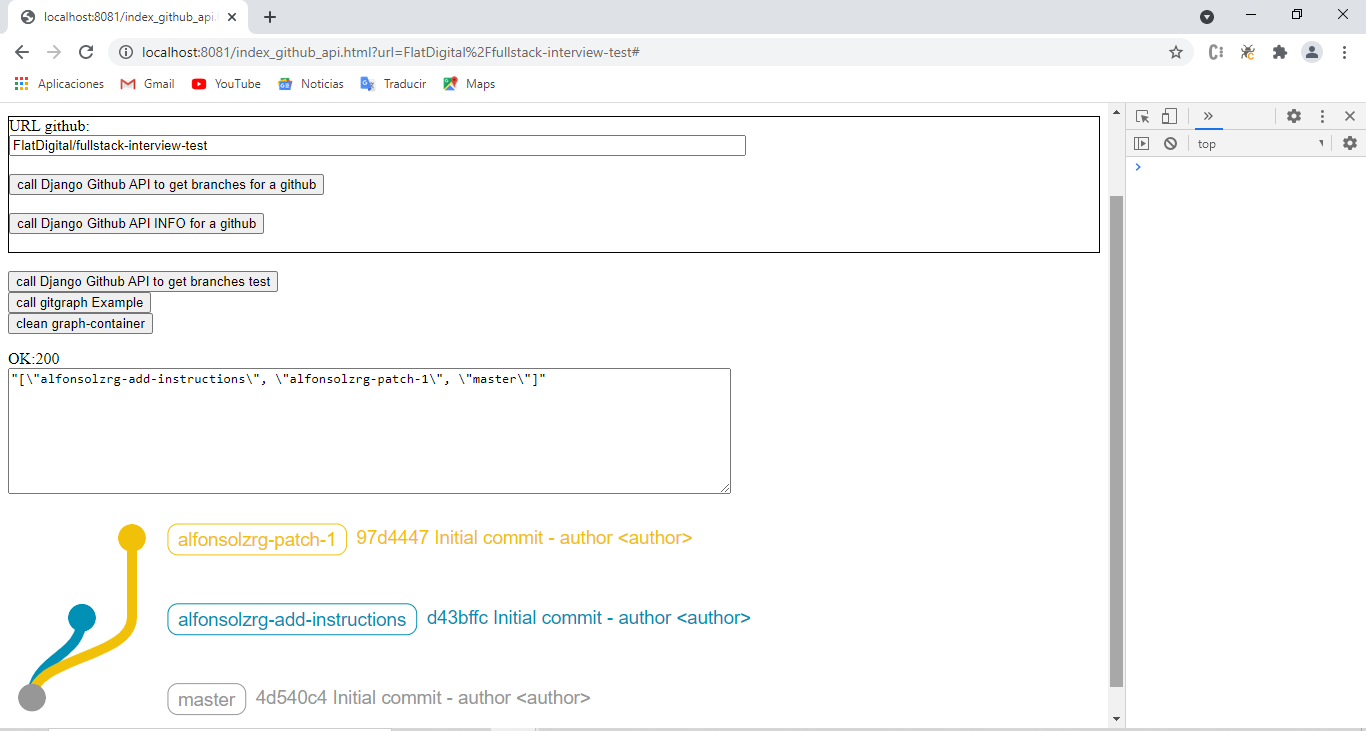 localhost:8081/index_github_api.
localhost:8081/index_github_api.html?url=FlatDigital%2Ffullstack-interview-test#
Aplicaciones Gmail YouTube Noticias Traducir Maps
top
URL github:
FlatDigital/fullstack-interview-test
call Django Github API to get branches for a github
call Django Github API INFO for a github
call Django Github API to get branches test
call gitgraph Example
clean graph-container
OK:200
"[\"alfonsolzrg-add-instructions\", \"alfonsolzrg-patch-1\", \"master\"]"
alfonsolzrg-patch-1 97d4447 Initial commit - author <author>
alfonsolzrg-add-instructions d43bffc Initial commit - author <author>
master 4d540c4 Initial commit - author <author>